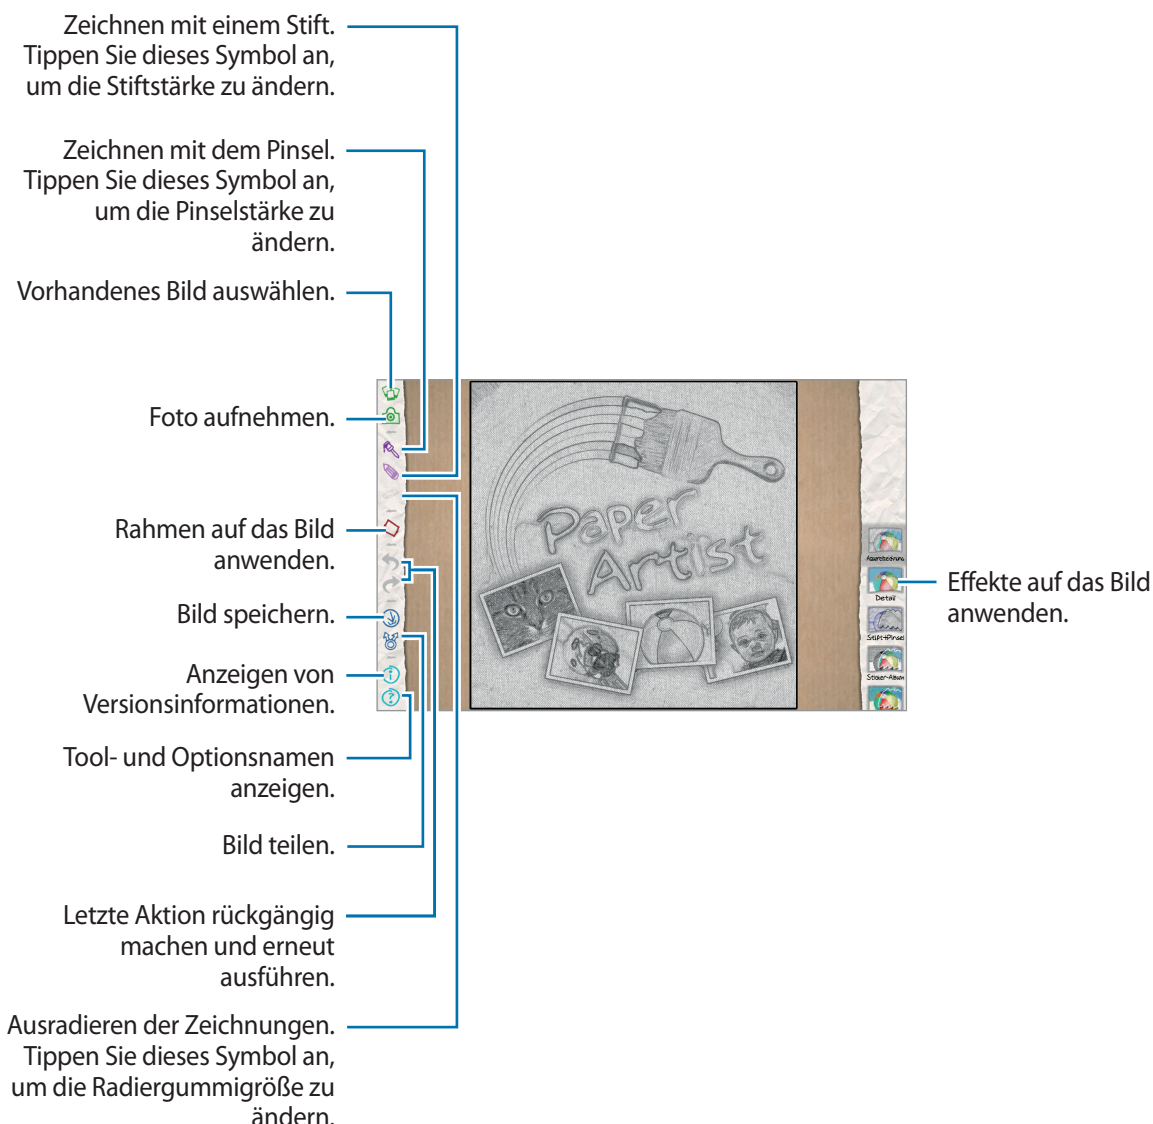 Zeichnen mit einem Stift.
Tippen Sie dieses Symbol an,
um die Stiftstärke zu ändern.
Zeichnen mit dem Pinsel.
Tippen Sie dieses Symbol an,
um die Pinselstärke zu
ändern.
Vorhandenes Bild auswählen.
Foto aufnehmen.
Rahmen auf das Bild
anwenden.
Bild speichern.
Anzeigen von
Versionsinformationen.
Tool- und Optionsnamen
anzeigen.
Bild teilen.
Letzte Aktion rückgängig
machen und erneut
ausführen.
Ausradieren der Zeichnungen.
Tippen Sie dieses Symbol an,
um die Radiergummigröße zu
ändern.
Paper
Artist
Detail
Stift+Pinsel
Sticker-Album
Effekte auf das Bild
anwenden.